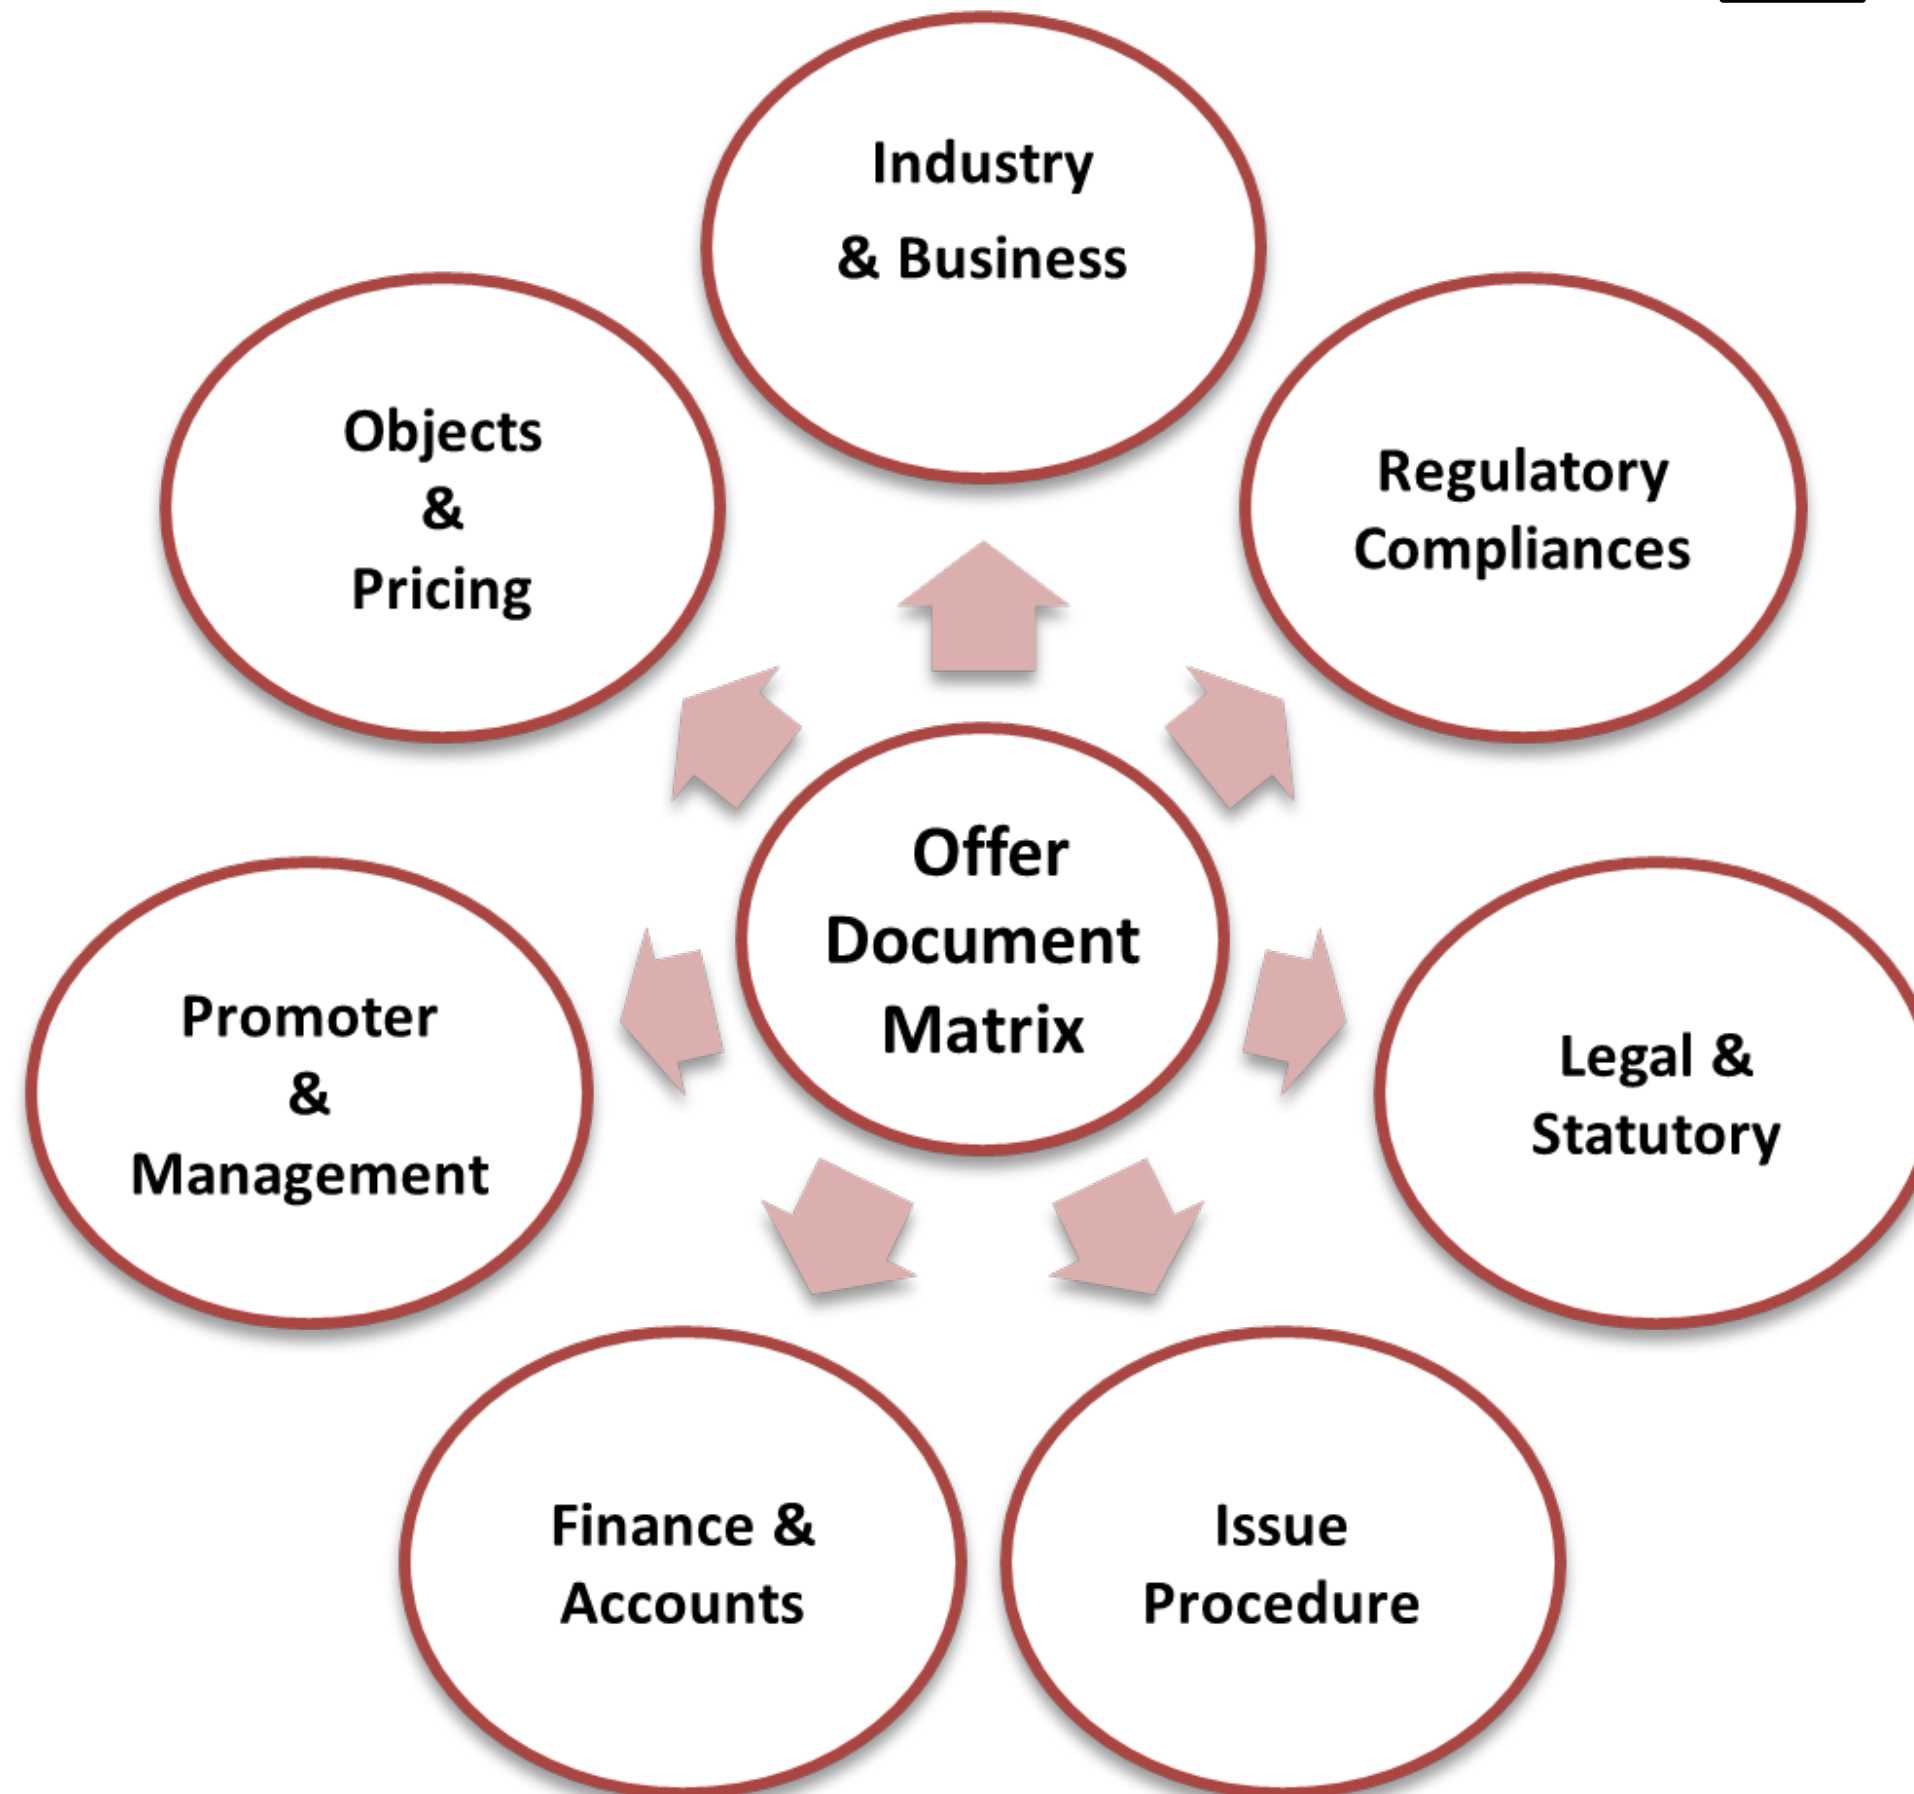 Industry
& Business
Objects
&
Pricing
Regulatory
Compliances
Offer
Document
Matrix
Promoter
&
Management
Legal &
Statutory
Finance &
Accounts
Issue
Procedure